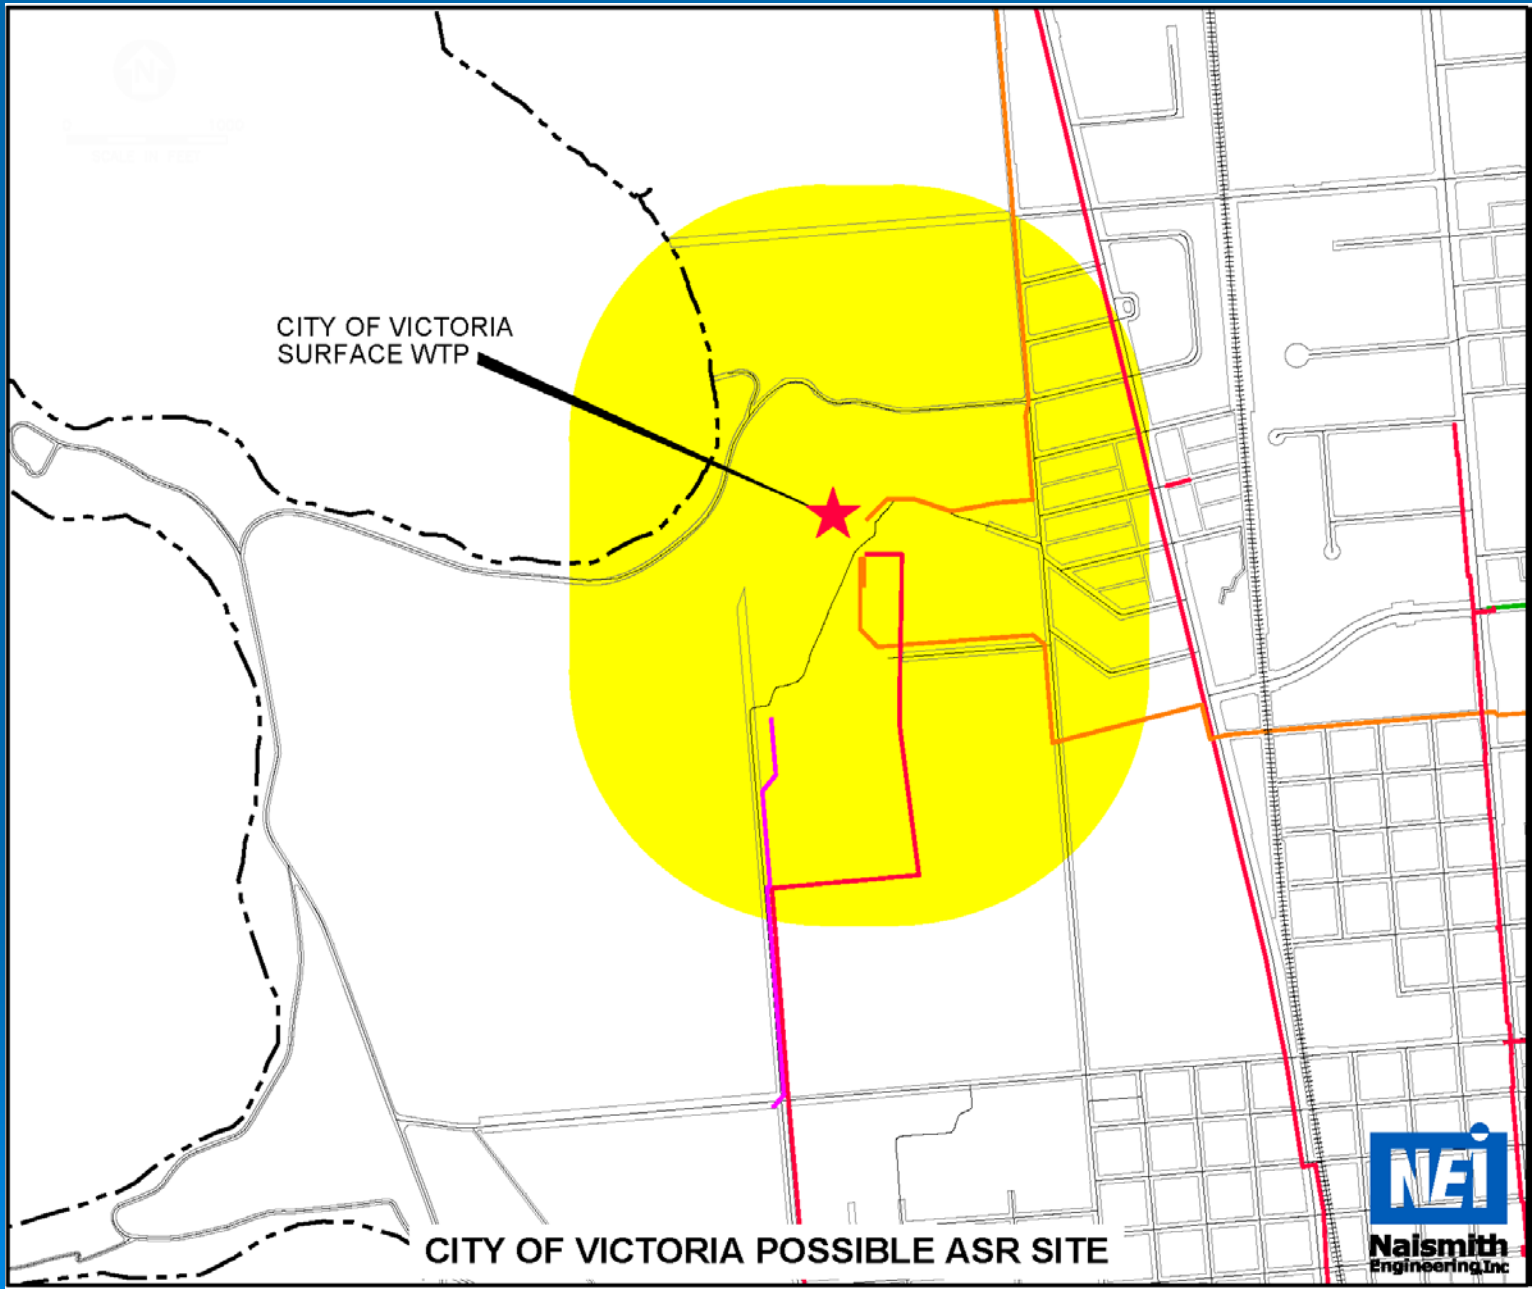 N
CITY OF VICTORIA
SURFACE WTP
CITY OF VICTORIA POSSIBLE ASR SITE
NEi
Naismith
Engineering,Inc